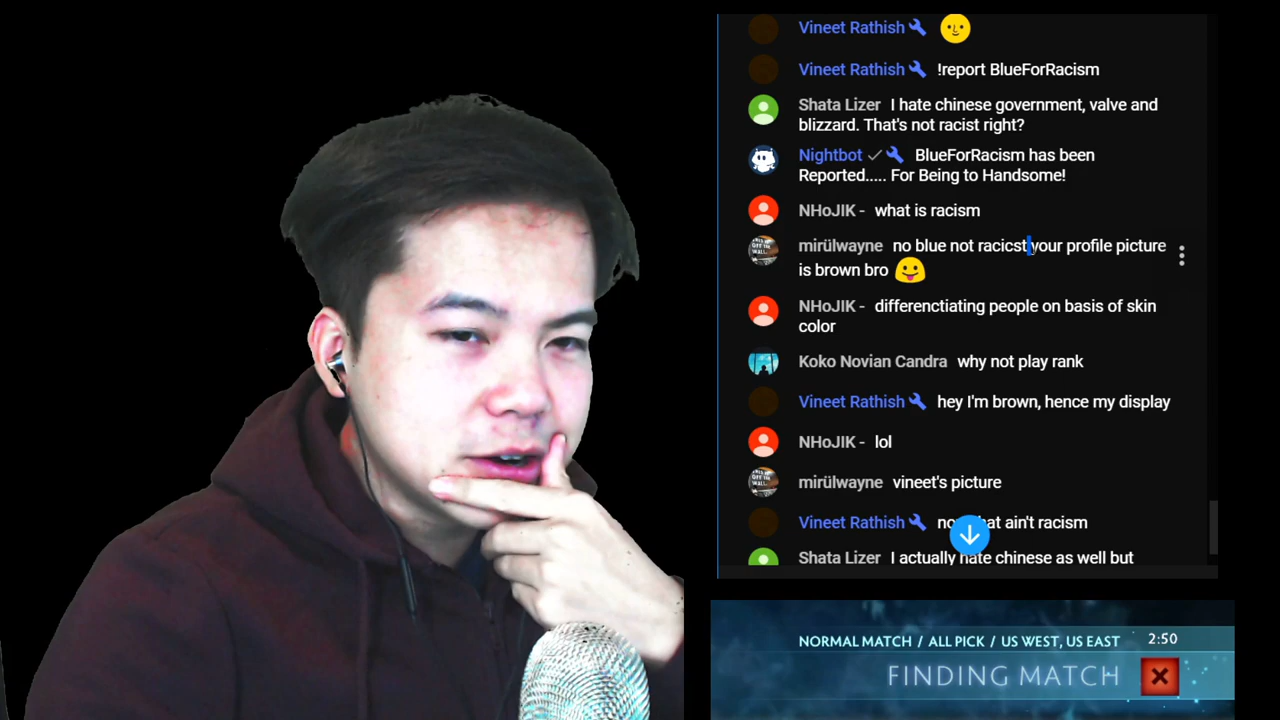 Vineet Rathish
Vineet Rathish !report BlueForRacism
Shata Lizer I hate chinese government, valve and
blizzard. That's not racist right?
Nightbot BlueForRacism has been
Reported..... For Being to Handsome!
NHoJIK - what is racism
mirülwayne no blue not racicst your profile picture
is brown bro
NHoJIK - differenctiating people on basis of skin
color
Koko Novian Candra why not play rank
Vineet Rathish hey I'm brown, hence my display
NHoJIK - lol
mirülwayne vineet's picture
Vineet Rathish ain't racism
Shata Lizer I actually hate chinese as well but
NORMAL MATCH / ALL PICK / US WEST, US EAST 2:50
FINDING MATCH